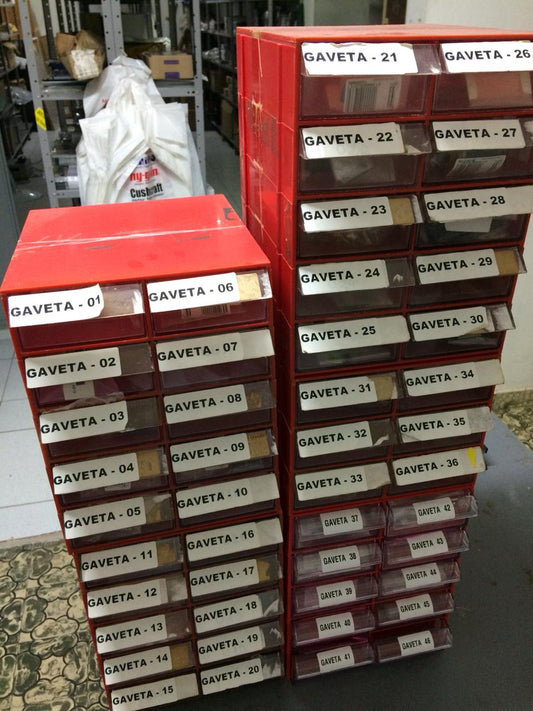 GAVETA - 01
GAVETA - 02
GAVETA - 03
GAVETA - 04
GAVETA - 05
GAVETA - 06
GAVETA - 07
GAVETA - 08
GAVETA - 09
GAVETA - 10
GAVETA - 11
GAVETA - 12
GAVETA - 13
GAVETA - 14
GAVETA - 15
GAVETA - 16
GAVETA - 17
GAVETA - 18
GAVETA - 19
GAVETA - 20
GAVETA - 21
GAVETA - 22
GAVETA - 23
GAVETA - 24
GAVETA - 25
GAVETA - 26
GAVETA - 27
GAVETA - 28
GAVETA - 29
GAVETA - 30
GAVETA - 31
GAVETA - 32
GAVETA - 33
GAVETA - 34
GAVETA - 35
GAVETA - 36
GAVETA 37
GAVETA 38
GAVETA 39
GAVETA 40
GAVETA 41
GAVETA 42
GAVETA 43
GAVETA 44
GAVETA 45
GAVETA 46